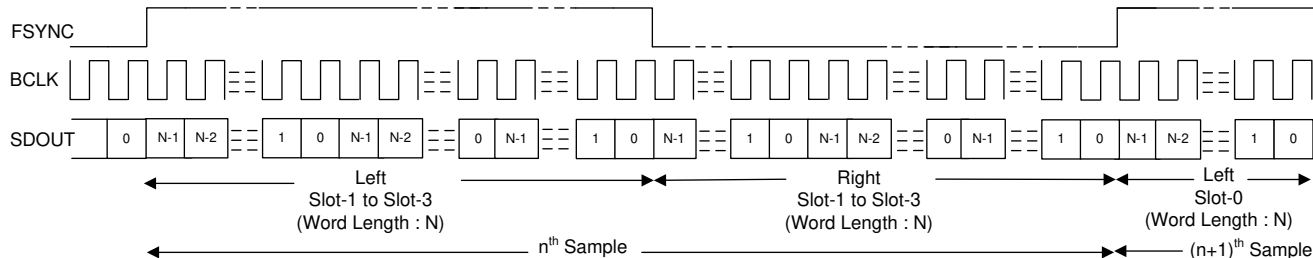 FSYNC
BCLK
SDOUT 0 N-1 N-2 1 0 N-1 N-2 0 N-1 1 0 N-1 1 0 N-1 N-2 0 N-1 1 0 N-1 N-2 1 0
Left Right Left
Slot-1 to Slot-3 Slot-1 to Slot-3 Slot-0
(Word Length : N) (Word Length : N) (Word Length : N)
nth Sample (n+1)th Sample